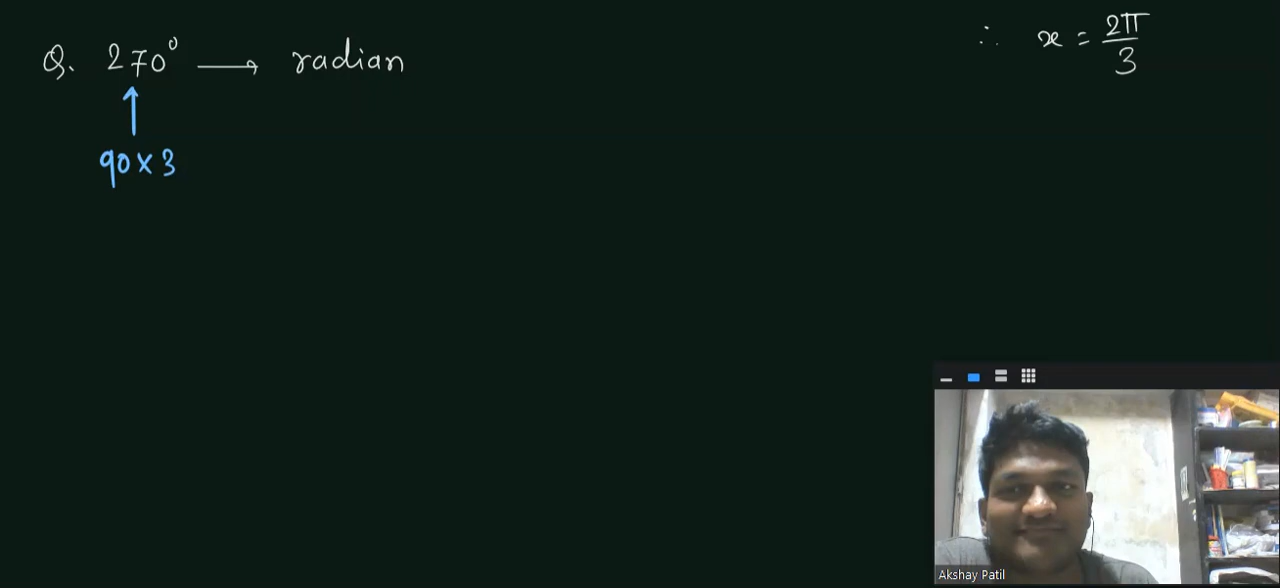 Q. 270° ⟶ radian
∴ x = 2π/3
↑
90 × 3
Akshay Patil